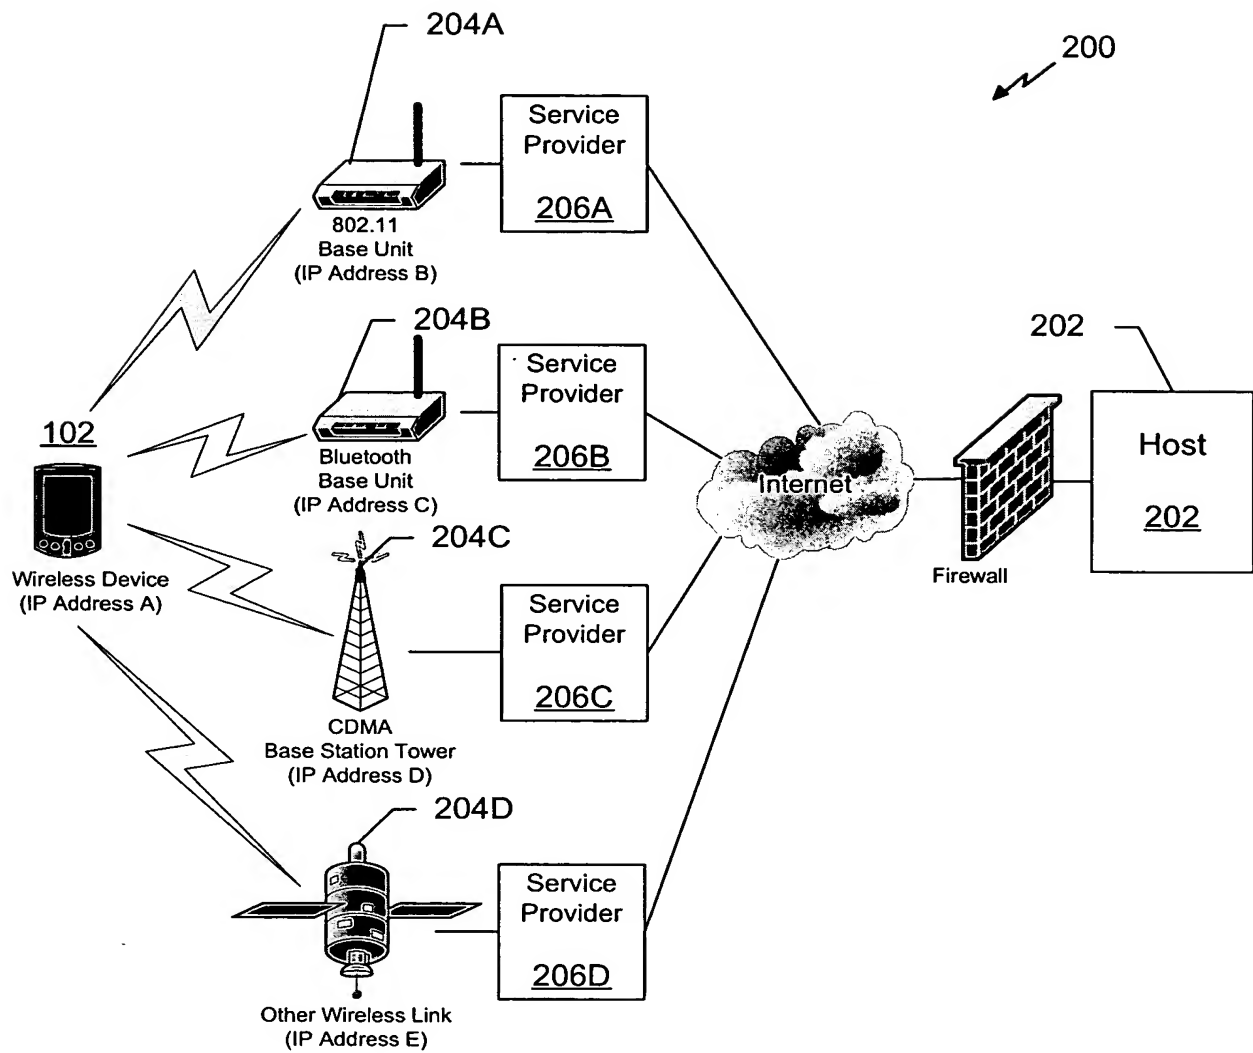 204A
200
Service
Provider
206A
802.11
Base Unit
(IP Address B)
204B
Service
Provider
206B
202
Host
202
102
Bluetooth
Base Unit
(IP Address C)
Internet
Firewall
204C
Wireless Device
(IP Address A)
Service
Provider
206C
CDMA
Base Station Tower
(IP Address D)
204D
Service
Provider
206D
Other Wireless Link
(IP Address E)